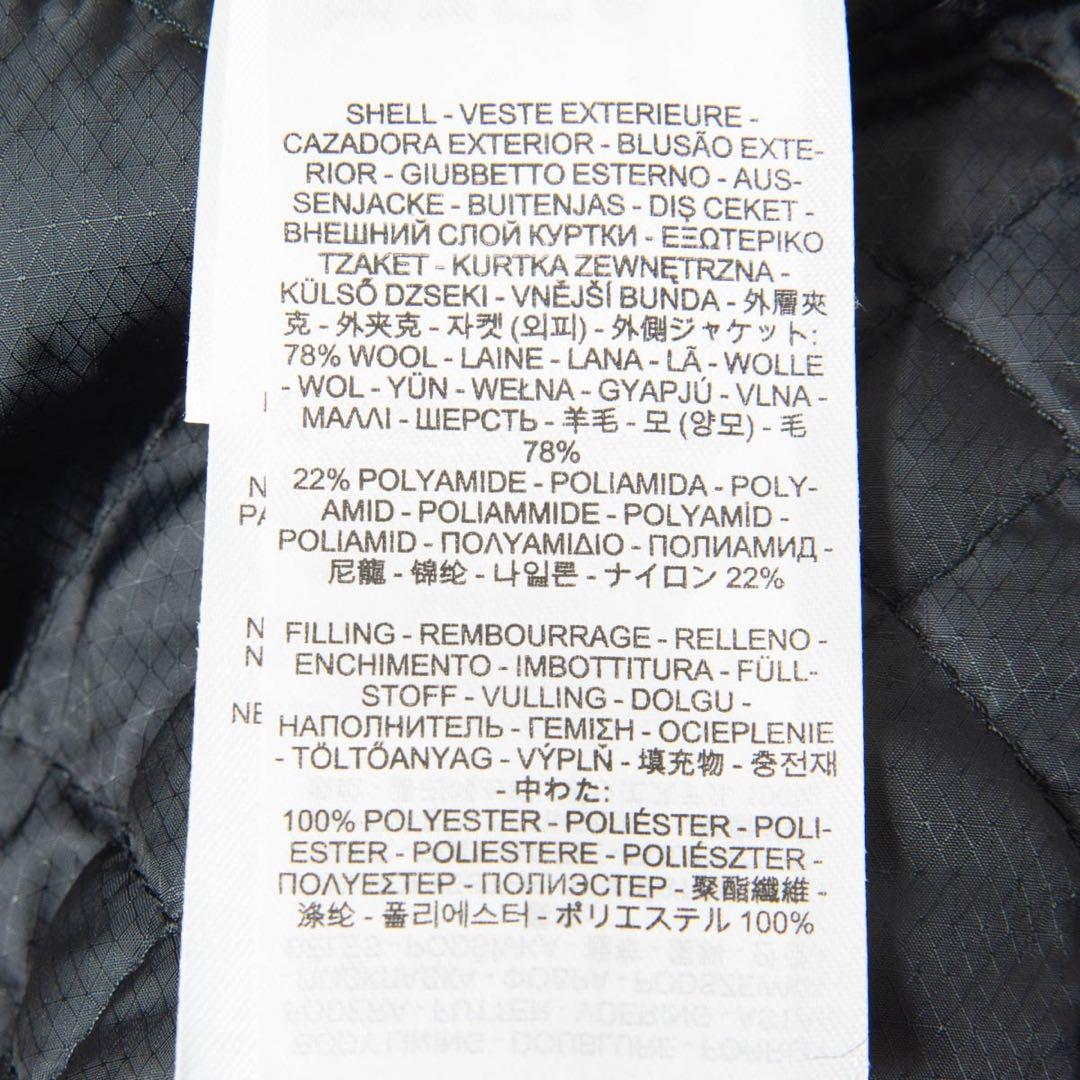 SHELL - VESTE EXTERIEURE -
CAZADORA EXTERIOR - BLUSÃO EXTE-
RIOR - GIUBBETTO ESTERNO - AUS-
SENJACKE - BUITENJAS - DIŞ CEKET -
ВНЕШНИЙ СЛОЙ КУРТКИ - ΕΞΩΤΕΡΙΚΟ
ΤΖΑΚΕΤ - KURTKA ZEWNĘTRZNA -
KÜLSŐ DZSEKI - VNĚJŠÍ BUNDA - 外層夾
克 - 外夹克 - 자켓 (외피) - 外側ジャケット:
78% WOOL - LAINE - LANA - LÃ - WOLLE
- WOL - YÜN - WEŁNA - GYAPJÚ - VLNA -
ΜΑΛΛΙ - ШЕРСТЬ - 羊毛 - 모 (양모) - 毛
78%
22% POLYAMIDE - POLIAMIDA - POLY-
AMID - POLIAMMIDE - POLYAMİD -
POLIAMID - ΠΟΛΥΑΜΙΔΙΟ - ПОЛИАМИД -
尼龍 - 锦纶 - 나일론 - ナイロン 22%
FILLING - REMBOURRAGE - RELLENO -
ENCHIMENTO - IMBOTTITURA - FÜLL-
STOFF - VULLING - DOLGU -
НАПОЛНИТЕЛЬ - ΓΕΜΙΣΗ - OCIEPLENIE
- TÖLTŐANYAG - VÝPLŇ - 填充物 - 충전재
中わた:
100% POLYESTER - POLIÉSTER - POLI-
ESTER - POLIESTERE - POLIÉSZTER -
ΠΟΛΥΕΣΤΕΡ - ПОЛИЭСТЕР - 聚酯纖維 -
涤纶 - 폴리에스터 - ポリエステル 100%